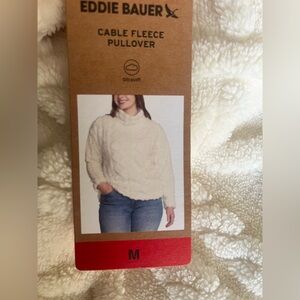 EDDIE BAUER
CABLE FLEECE
PULLOVER
M